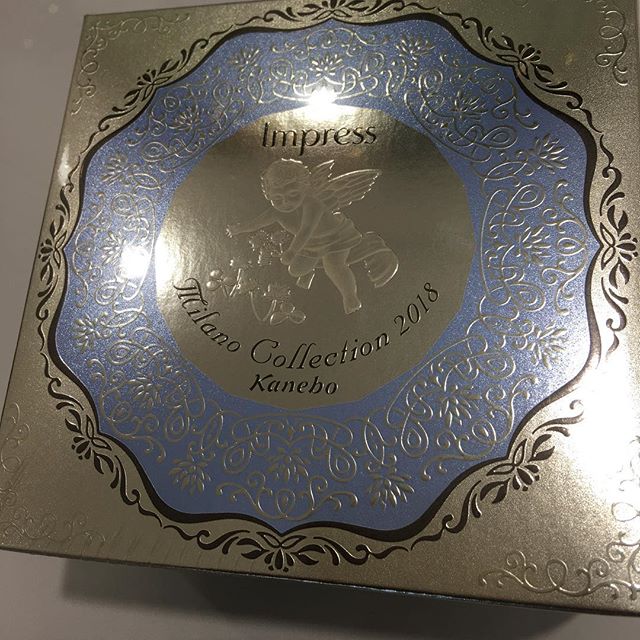 Impress
Milano Collection 2018
Kanebo